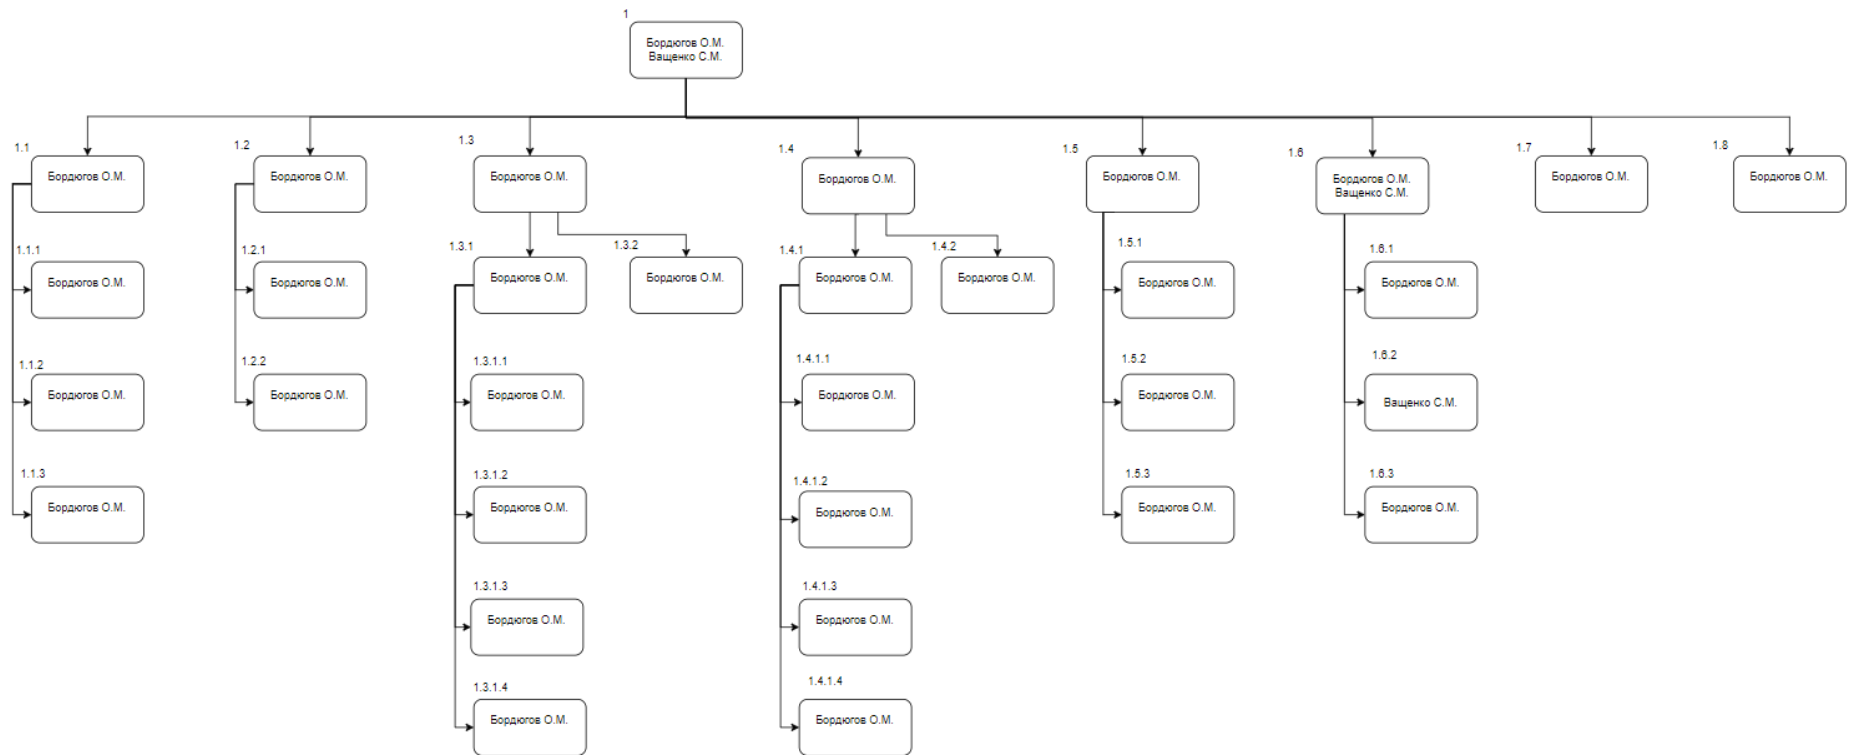 1
Бордюгов О.М.
Ващенко С.М.
1.1
Бордюгов О.М.
1.2
Бордюгов О.М.
1.3
Бордюгов О.М.
1.4
Бордюгов О.М.
1.5
Бордюгов О.М.
1.6
Бордюгов О.М.
Ващенко С.М.
1.7
Бордюгов О.М.
1.8
Бордюгов О.М.
1.1.1
Бордюгов О.М.
1.2.1
Бордюгов О.М.
1.3.1
Бордюгов О.М.
1.3.2
Бордюгов О.М.
1.4.1
Бордюгов О.М.
1.4.2
Бордюгов О.М.
1.5.1
Бордюгов О.М.
1.6.1
Бордюгов О.М.
1.1.2
Бордюгов О.М.
1.2.2
Бордюгов О.М.
1.3.1.1
Бордюгов О.М.
1.4.1.1
Бордюгов О.М.
1.5.2
Бордюгов О.М.
1.6.2
Ващенко С.М.
1.1.3
Бордюгов О.М.
1.3.1.2
Бордюгов О.М.
1.4.1.2
Бордюгов О.М.
1.5.3
Бордюгов О.М.
1.6.3
Бордюгов О.М.
1.3.1.3
Бордюгов О.М.
1.4.1.3
Бордюгов О.М.
1.3.1.4
Бордюгов О.М.
1.4.1.4
Бордюгов О.М.